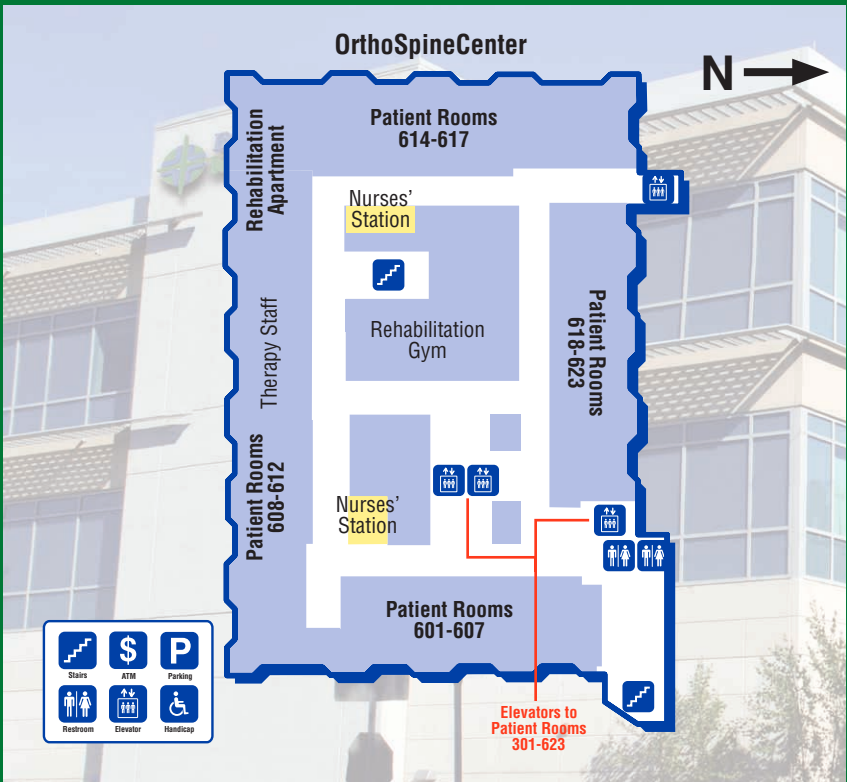 OrthoSpineCenter
N
Patient Rooms
614-617
Rehabilitation
Apartment
Nurses'
Station
Rehabilitation
Gym
Therapy Staff
Patient Rooms
618-623
Patient Rooms
608-612
Nurses'
Station
Patient Rooms
601-607
Elevators to
Patient Rooms
301-623
$
P
Stairs
ATM
Parking
Restroom
Elevator
Handicap